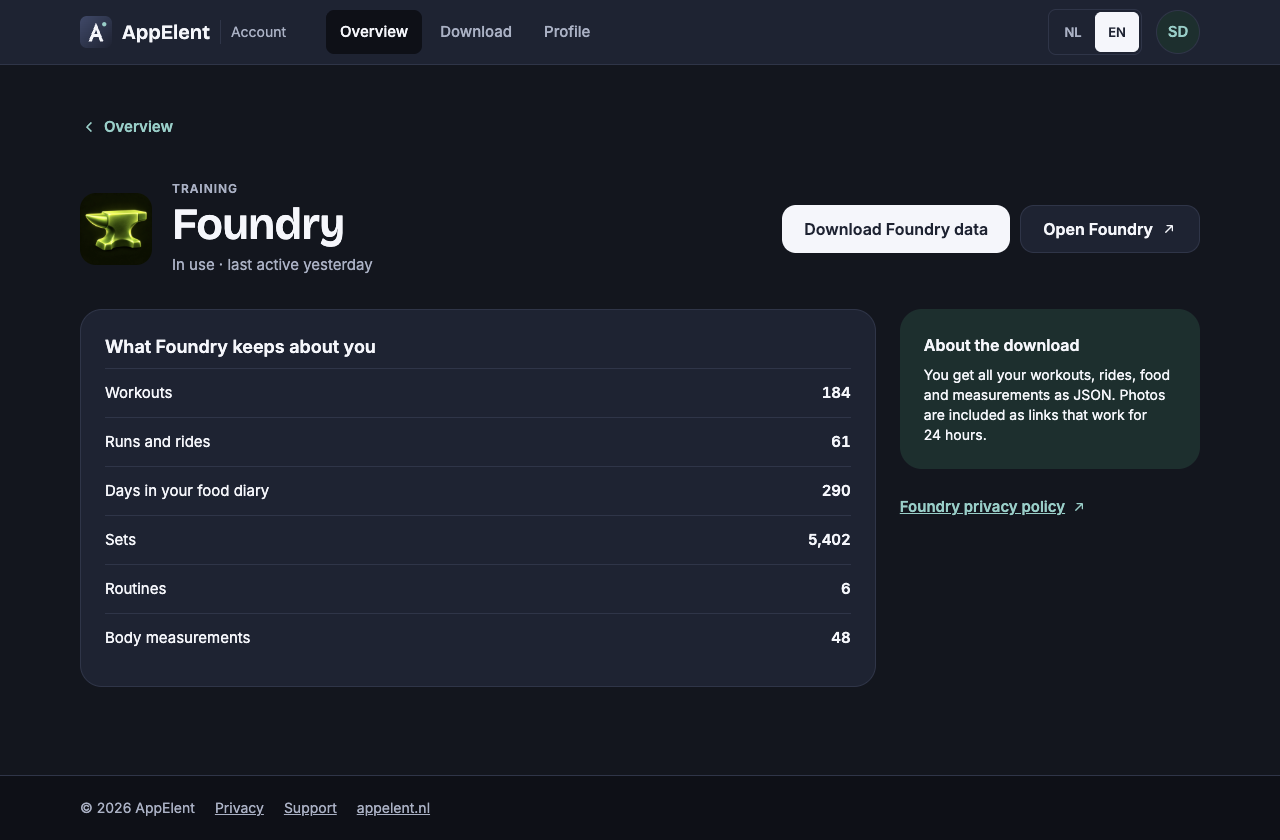 AppElent
Account
Overview
Download
Profile
NL
EN
SD
Overview
TRAINING
Foundry
In use · last active yesterday
Download Foundry data
Open Foundry
What Foundry keeps about you
Workouts 184
Runs and rides 61
Days in your food diary 290
Sets 5,402
Routines 6
Body measurements 48
About the download
You get all your workouts, rides, food
and measurements as JSON. Photos
are included as links that work for
24 hours.
Foundry privacy policy
© 2026 AppElent
Privacy
Support
appelent.nl